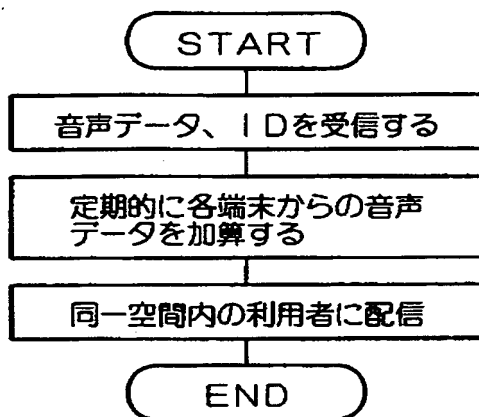 START
音声データ、IDを受信する
定期的に各端末からの音声
データを加算する
同一空間内の利用者に配信
END